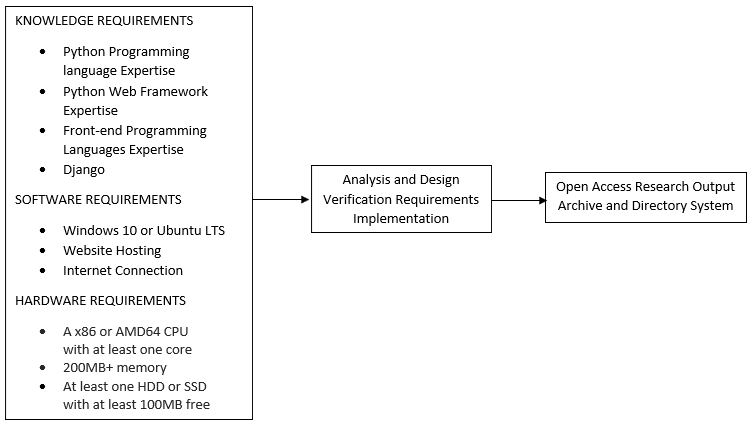 KNOWLEDGE REQUIREMENTS
• Python Programming
language Expertise
• Python Web Framework
Expertise
• Front-end Programming
Languages Expertise
• Django
SOFTWARE REQUIREMENTS
• Windows 10 or Ubuntu LTS
• Website Hosting
• Internet Connection
HARDWARE REQUIREMENTS
• A x86 or AMD64 CPU
with at least one core
• 200MB+ memory
• At least one HDD or SSD
with at least 100MB free
Analysis and Design
Verification Requirements
Implementation
Open Access Research Output
Archive and Directory System